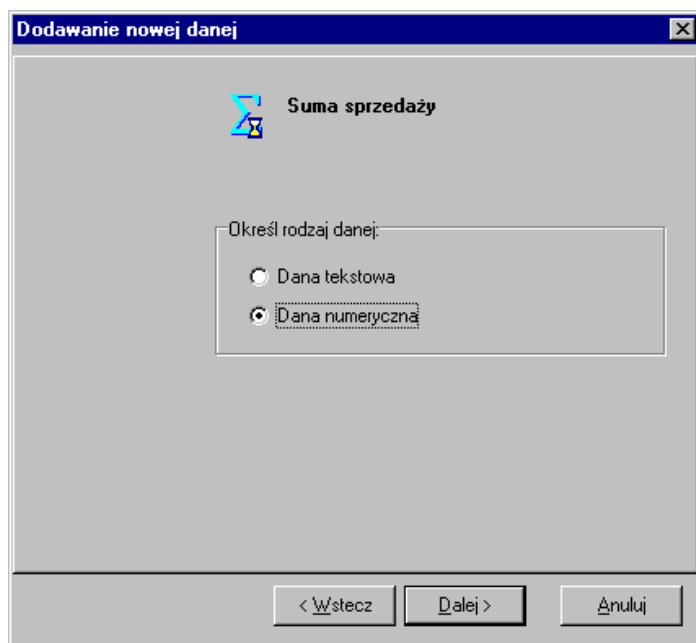 Dodawanie nowej danej
Suma sprzedaży
Określ rodzaj danej:
Dana tekstowa
Dana numeryczna
< Wstecz
Dalej >
Anuluj